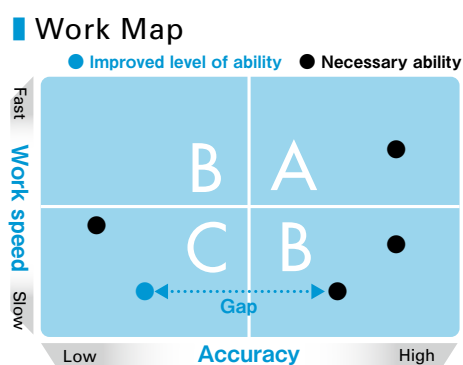 Work Map
Improved level of ability
Necessary ability
Fast
Work speed
Slow
B
A
C
B
Gap
Low
Accuracy
High